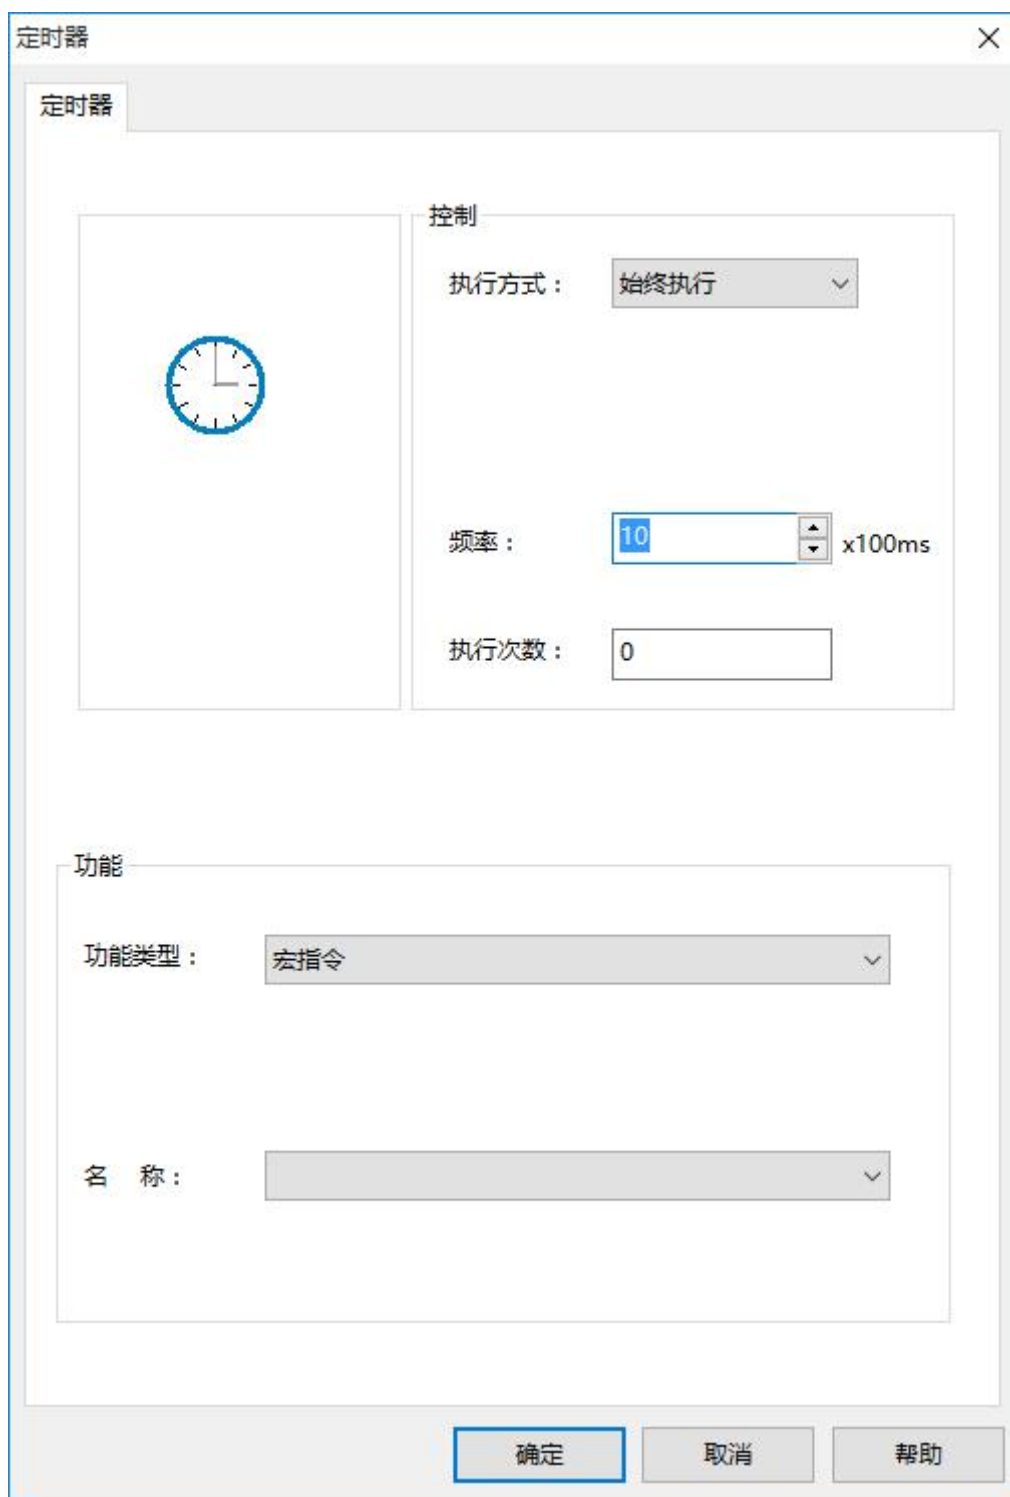 定时器
定时器
控制
执行方式： 始终执行
频率： 10 x100ms
执行次数： 0
功能
功能类型： 宏指令
名 称：
确定 取消 帮助